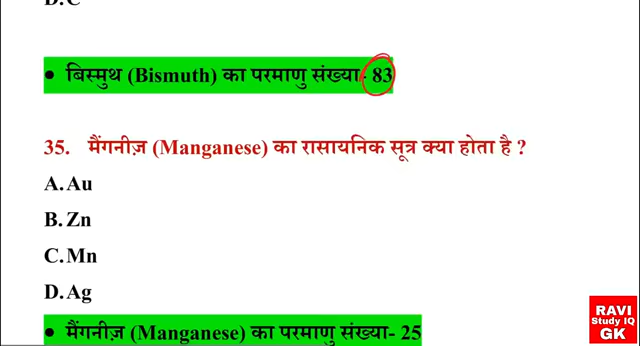 D.C
• बिस्मुथ (Bismuth) का परमाणु संख्या- 83
35. मैंगनीज़ (Manganese) का रासायनिक सूत्र क्या होता है ?
A.Au
B.Zn
C.Mn
D.Ag
• मैंगनीज़ (Manganese) का परमाणु संख्या- 25
RAVI
Study IQ
GK